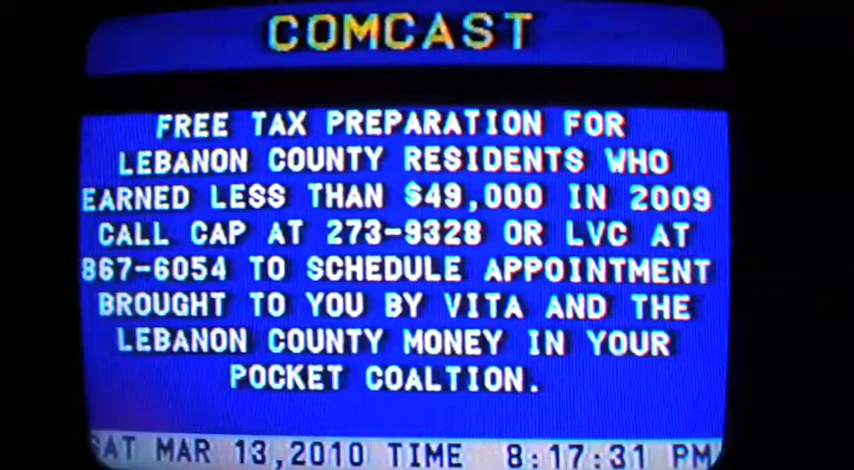 COMCAST
FREE TAX PREPARATION FOR
LEBANON COUNTY RESIDENTS WHO
EARNED LESS THAN $49,000 IN 2009
CALL CAP AT 273-9328 OR LVC AT
867-6054 TO SCHEDULE APPOINTMENT
BROUGHT TO YOU BY VITA AND THE
LEBANON COUNTY MONEY IN YOUR
POCKET COALTION.
SAT MAR 13,2010 TIME 8:17:31 PM